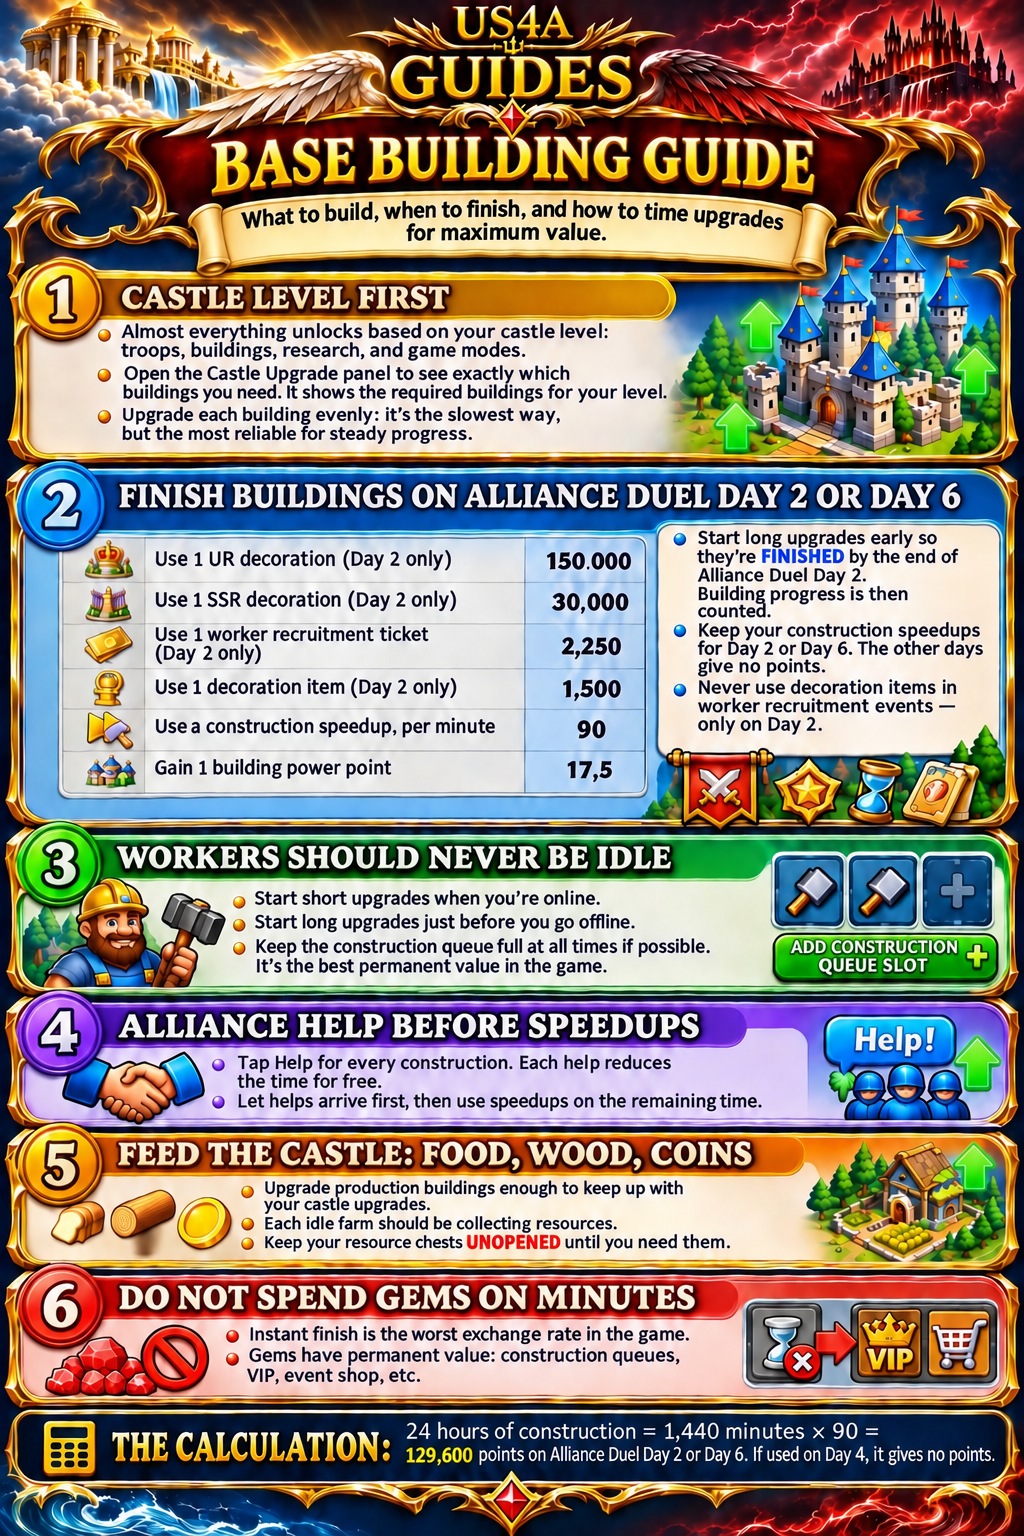 US4A
GUIDES
BASE BUILDING GUIDE
What to build, when to finish, and how to time upgrades
for maximum value.
1
CASTLE LEVEL FIRST
Almost everything unlocks based on your castle level:
troops, buildings, research, and game modes.
Open the Castle Upgrade panel to see exactly which
buildings you need. It shows the required buildings for your level.
Upgrade each building evenly: it's the slowest way,
but the most reliable for steady progress.
2
FINISH BUILDINGS ON ALLIANCE DUEL DAY 2 OR DAY 6
Use 1 UR decoration (Day 2 only) 150.000
Use 1 SSR decoration (Day 2 only) 30,000
Use 1 worker recruitment ticket
(Day 2 only) 2,250
Use 1 decoration item (Day 2 only) 1,500
Use a construction speedup, per minute 90
Gain 1 building power point 17,5
Start long upgrades early so
they're FINISHED by the end of
Alliance Duel Day 2.
Building progress is then
counted.
Keep your construction speedups
for Day 2 or Day 6. The other days
give no points.
Never use decoration items in
worker recruitment events —
only on Day 2.
3
WORKERS SHOULD NEVER BE IDLE
Start short upgrades when you're online.
Start long upgrades just before you go offline.
Keep the construction queue full at all times if possible.
It's the best permanent value in the game.
ADD CONSTRUCTION
QUEUE SLOT
4
ALLIANCE HELP BEFORE SPEEDUPS
Tap Help for every construction. Each help reduces
the time for free.
Let helps arrive first, then use speedups on the remaining time.
Help!
5
FEED THE CASTLE: FOOD, WOOD, COINS
Upgrade production buildings enough to keep up with
your castle upgrades.
Each idle farm should be collecting resources.
Keep your resource chests UNOPENED until you need them.
6
DO NOT SPEND GEMS ON MINUTES
Instant finish is the worst exchange rate in the game.
Gems have permanent value: construction queues,
VIP, event shop, etc.
VIP
THE CALCULATION:
24 hours of construction = 1,440 minutes × 90 =
129,600 points on Alliance Duel Day 2 or Day 6. If used on Day 4, it gives no points.